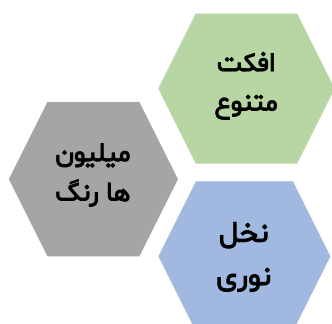 افکت
متنوع
میلیون
ها رنگ
نخل
نوری